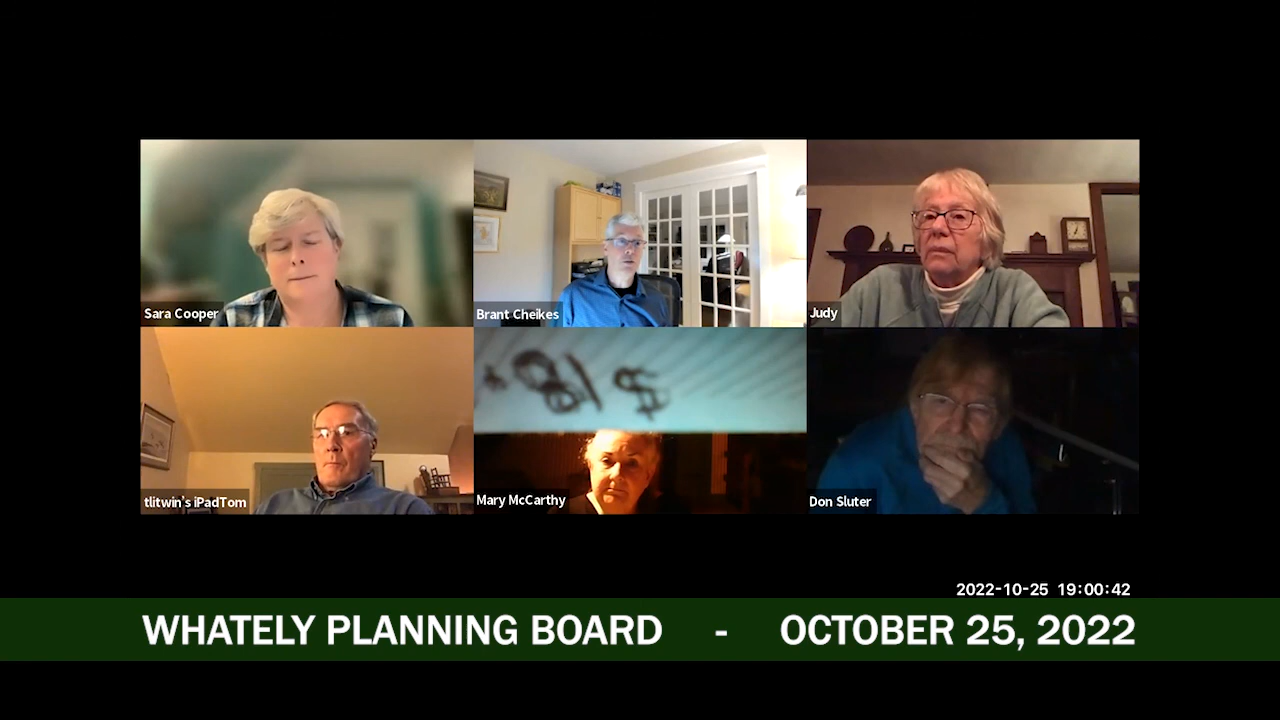 Sara Cooper
Brant Cheikes
Judy
81 $
tlitwin's iPadTom
Mary McCarthy
Don Sluter
2022-10-25 19:00:42
WHATELY PLANNING BOARD - OCTOBER 25, 2022